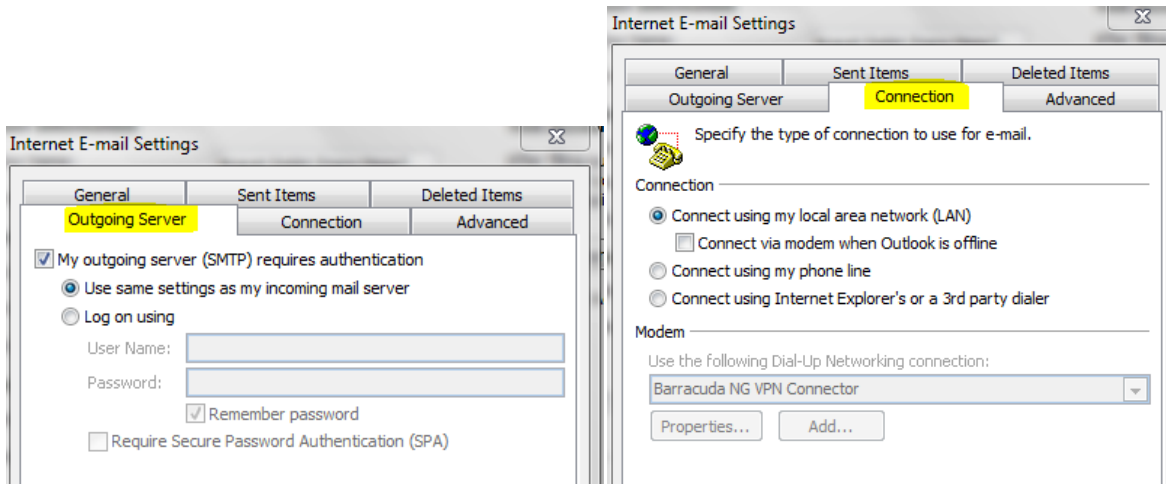 Internet E-mail Settings
General Sent Items Deleted Items
Outgoing Server Connection Advanced
My outgoing server (SMTP) requires authentication
Use same settings as my incoming mail server
Log on using
User Name:
Password:
Remember password
Require Secure Password Authentication (SPA)
Internet E-mail Settings
General Sent Items Deleted Items
Outgoing Server Connection Advanced
Specify the type of connection to use for e-mail.
Connection
Connect using my local area network (LAN)
Connect via modem when Outlook is offline
Connect using my phone line
Connect using Internet Explorer's or a 3rd party dialer
Modem
Use the following Dial-Up Networking connection:
Barracuda NG VPN Connector
Properties... Add...